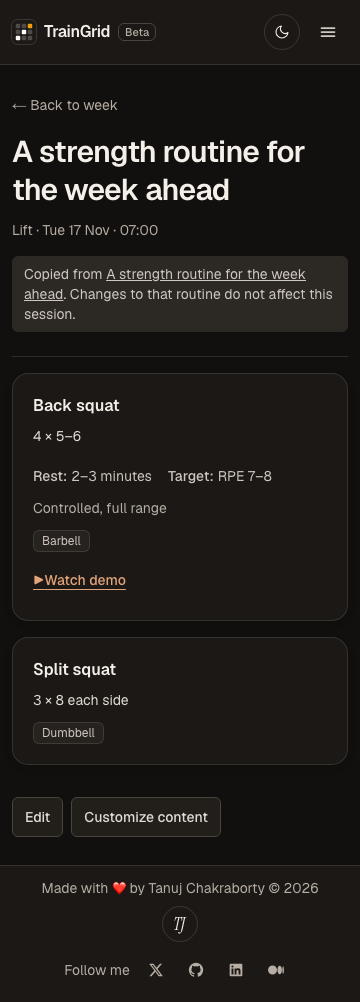 TrainGrid Beta
← Back to week
A strength routine for
the week ahead
Lift · Tue 17 Nov · 07:00
Copied from A strength routine for the week
ahead. Changes to that routine do not affect this
session.
Back squat
4 × 5–6
Rest: 2–3 minutes Target: RPE 7–8
Controlled, full range
Barbell
▶Watch demo
Split squat
3 × 8 each side
Dumbbell
Edit Customize content
Made with ❤️ by Tanuj Chakraborty © 2026
TJ
Follow me